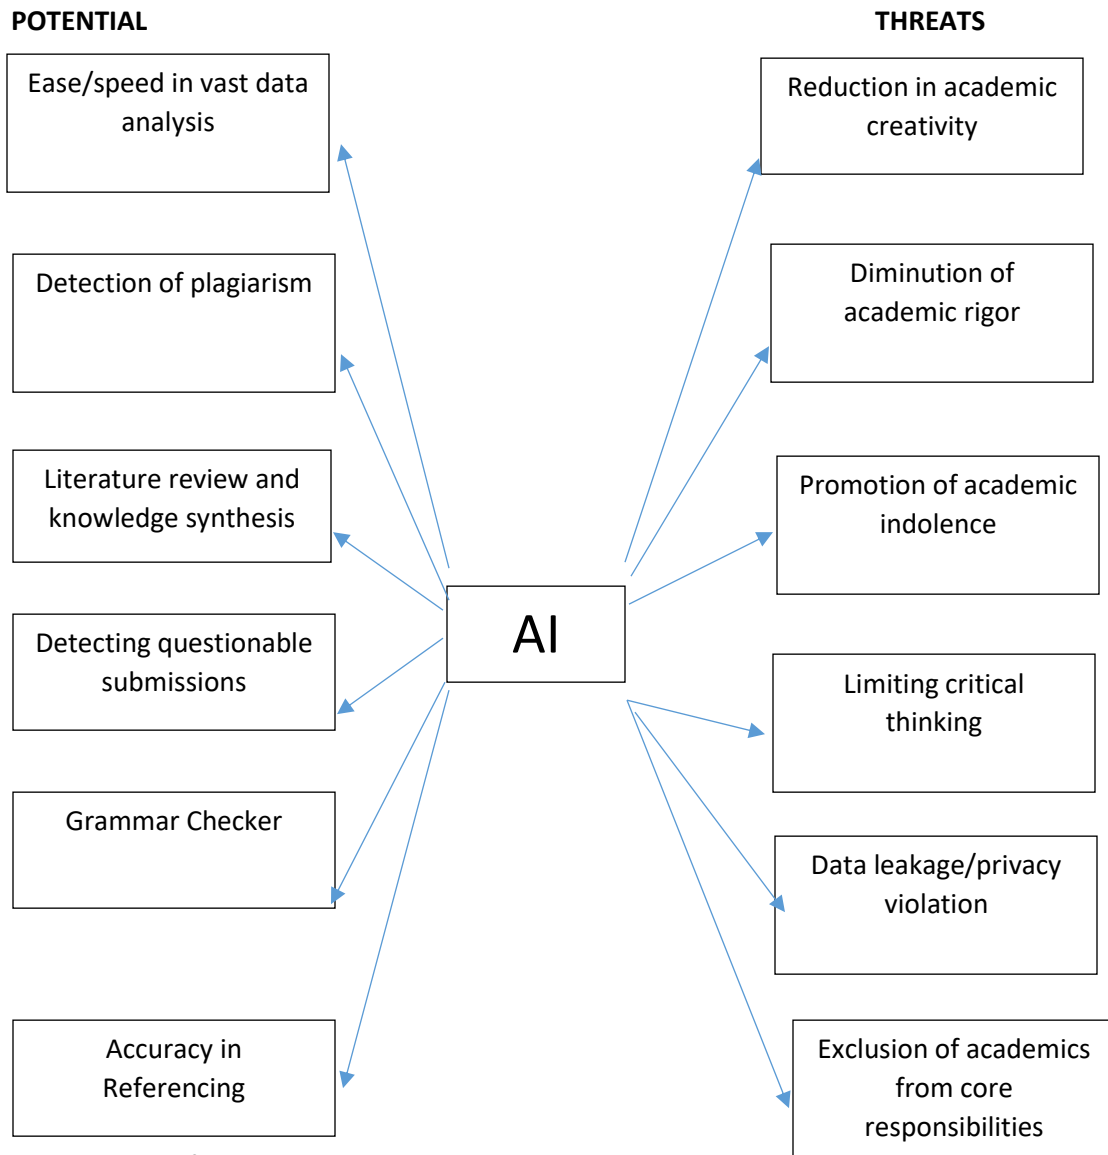 POTENTIAL
THREATS
Ease/speed in vast data
analysis
Reduction in academic
creativity
Detection of plagiarism
Diminution of
academic rigor
Literature review and
knowledge synthesis
Promotion of academic
indolence
AI
Detecting questionable
submissions
Limiting critical
thinking
Grammar Checker
Data leakage/privacy
violation
Accuracy in
Referencing
Exclusion of academics
from core
responsibilities